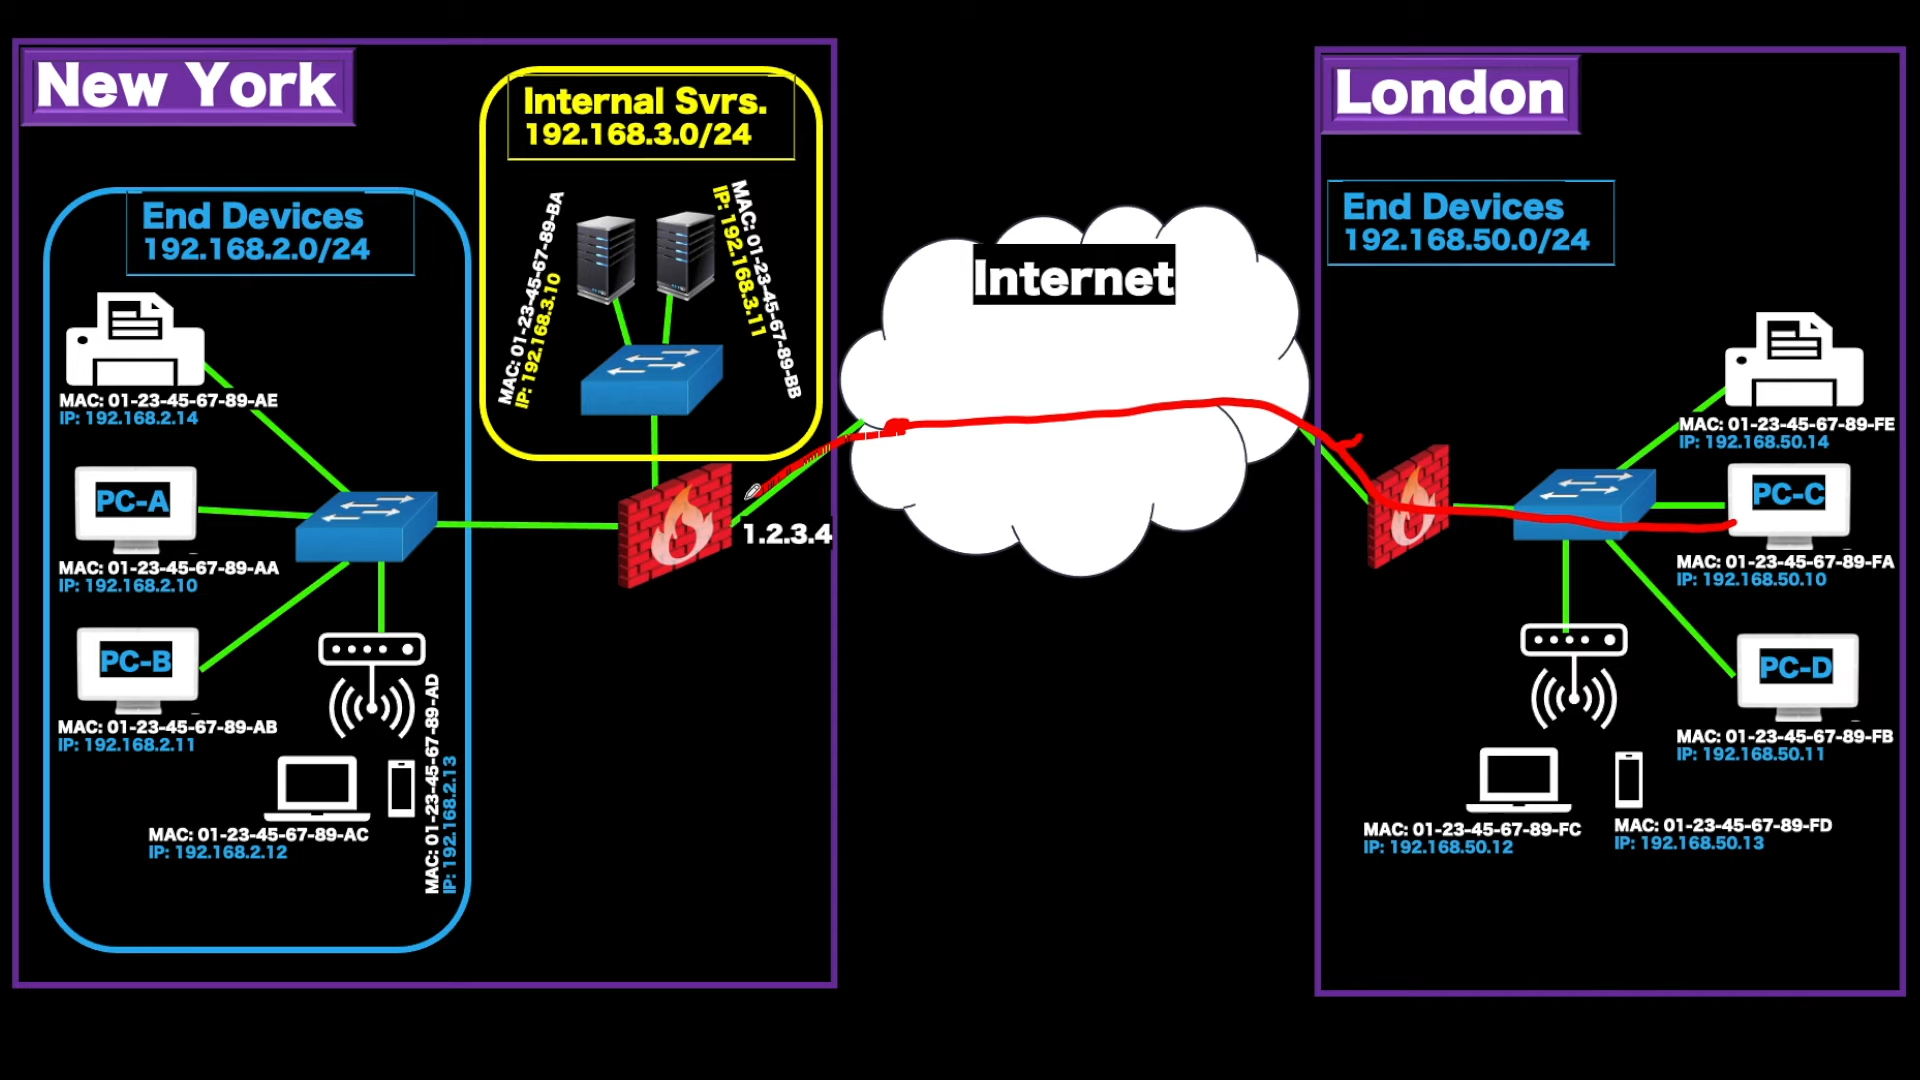 New York
Internal Svrs.
192.168.3.0/24
MAC: 01-23-45-67-89-BA
IP: 192.168.3.10
MAC: 01-23-45-67-89-BB
IP: 192.168.3.11
End Devices
192.168.2.0/24
MAC: 01-23-45-67-89-AE
IP: 192.168.2.14
PC-A
MAC: 01-23-45-67-89-AA
IP: 192.168.2.10
PC-B
MAC: 01-23-45-67-89-AB
IP: 192.168.2.11
MAC: 01-23-45-67-89-AC
IP: 192.168.2.12
MAC: 01-23-45-67-89-AD
IP: 192.168.2.13
1.2.3.4
Internet
London
End Devices
192.168.50.0/24
MAC: 01-23-45-67-89-FE
IP: 192.168.50.14
PC-C
MAC: 01-23-45-67-89-FA
IP: 192.168.50.10
PC-D
MAC: 01-23-45-67-89-FB
IP: 192.168.50.11
MAC: 01-23-45-67-89-FC
IP: 192.168.50.12
MAC: 01-23-45-67-89-FD
IP: 192.168.50.13